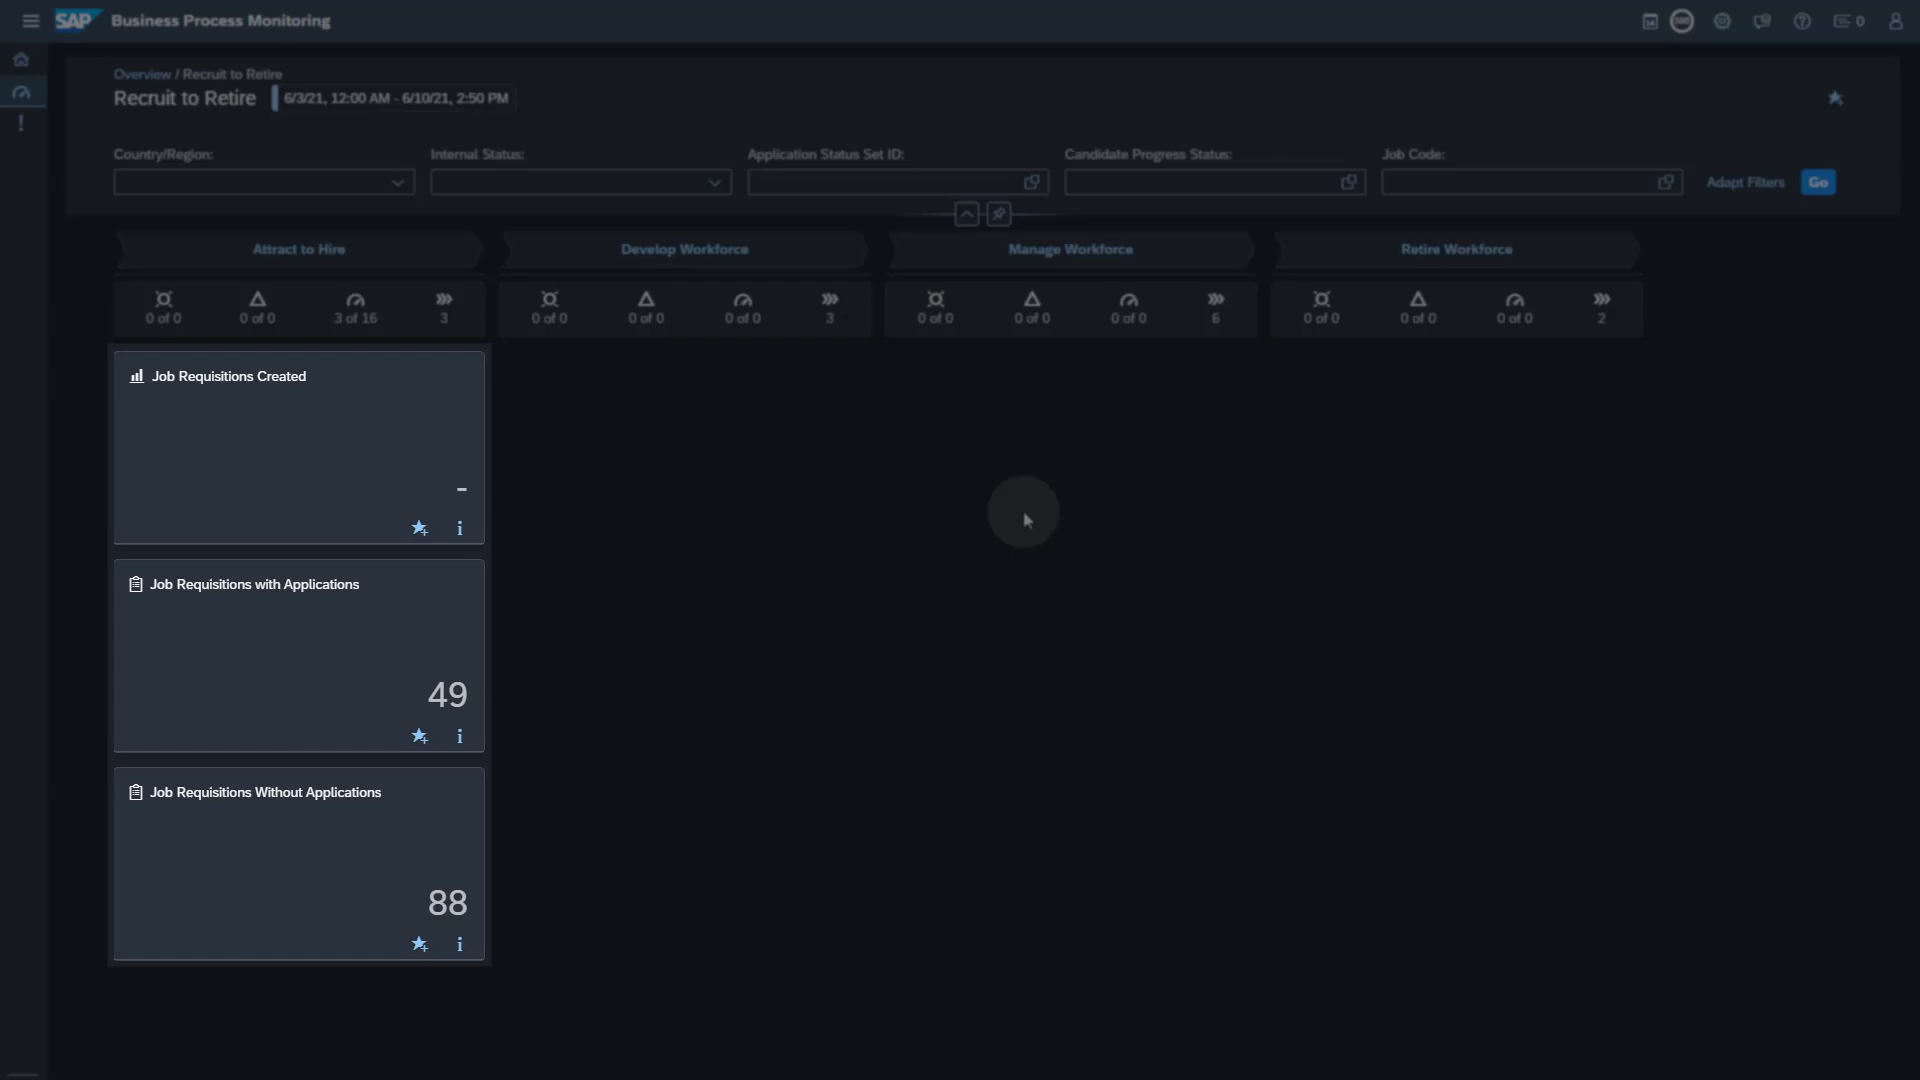 SAP Business Process Monitoring
0
Overview / Recruit to Retire
Recruit to Retire 6/3/21, 12:00 AM - 6/10/21, 2:50 PM
Country/Region: Internal Status: Application Status Set ID: Candidate Progress Status: Job Code:
Adapt Filters Go
Attract to Hire Develop Workforce Manage Workforce Retire Workforce
0 of 0 0 of 0 3 of 16 3 0 of 0 0 of 0 0 of 0 3 0 of 0 0 of 0 0 of 0 6 0 of 0 0 of 0 0 of 0 2
Job Requisitions Created
-
Job Requisitions with Applications
49
Job Requisitions Without Applications
88